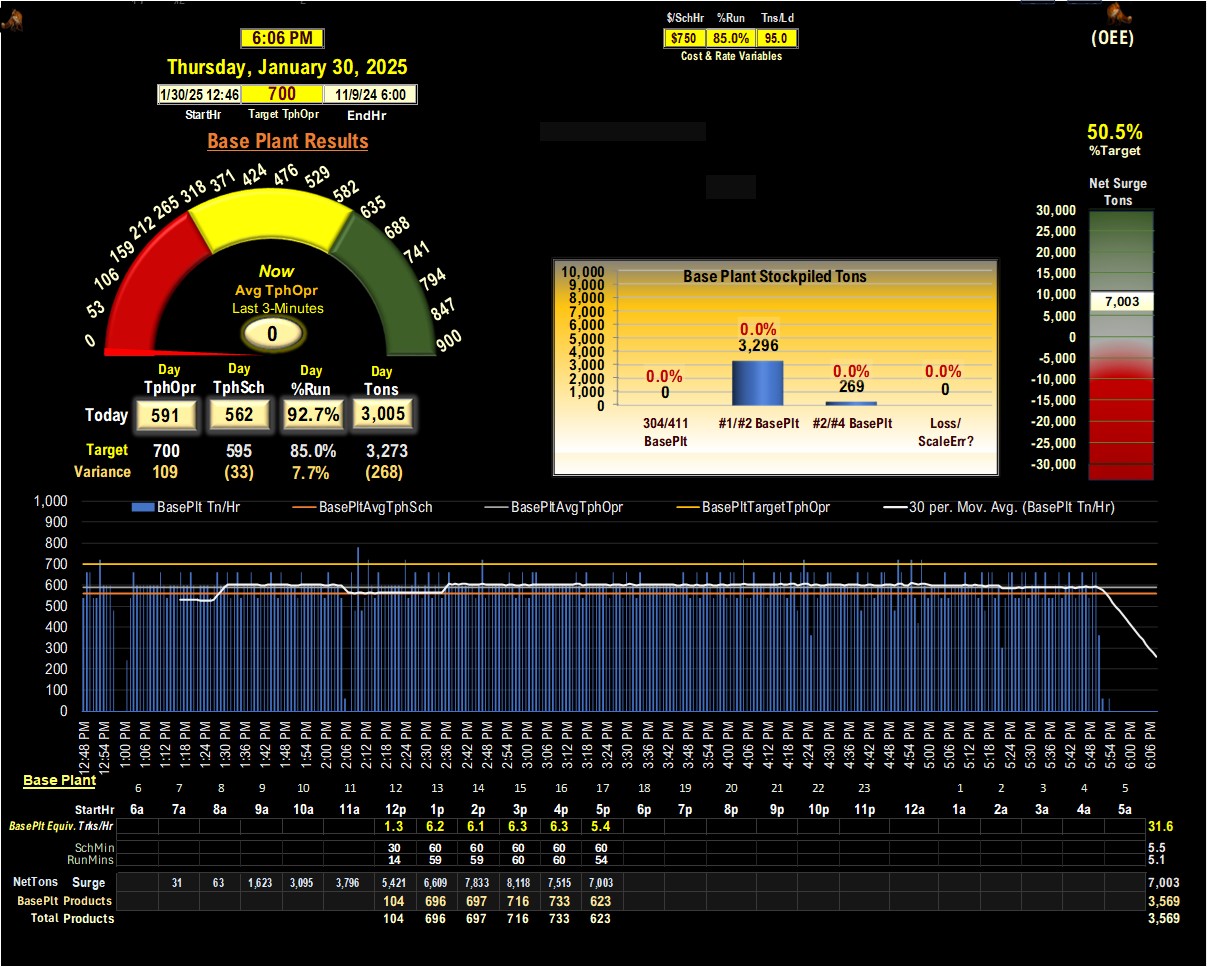 $/SchHr %Run Tns/Ld
6:06 PM
$750 85.0% 95.0
(OEE)
Cost & Rate Variables
Thursday, January 30, 2025
1/30/25 12:46 700 11/9/24 6:00
StartHr Target TphOpr EndHr
Base Plant Results
50.5%
%Target
Net Surge
Tons
0 53 106 159 212 265 318 371 424 476 529 582 635 688 741 794 847 900
Now
Avg TphOpr
Last 3-Minutes
0
30,000
25,000
20,000
15,000
10,000
5,000
0
-5,000
-10,000
-15,000
-20,000
-25,000
-30,000
7,003
Base Plant Stockpiled Tons
10,000
9,000
8,000
7,000
6,000
5,000
4,000
3,000
2,000
1,000
0
0.0% 0.0% 0.0% 0.0%
0 3,296 269 0
304/411 BasePlt
#1/#2 BasePlt
#2/#4 BasePlt
Loss/ ScaleErr?
Day Day Day Day
TphOpr TphSch %Run Tons
Today 591 562 92.7% 3,005
Target 700 595 85.0% 3,273
Variance 109 (33) 7.7% (268)
BasePlt Tn/Hr BasePltAvgTphSch BasePltAvgTphOpr BasePltTargetTphOpr 30 per. Mov. Avg. (BasePlt Tn/Hr)
1,000
900
800
700
600
500
400
300
200
100
0
12:48 PM 12:54 PM 1:00 PM 1:06 PM 1:12 PM 1:18 PM 1:24 PM 1:30 PM 1:36 PM 1:42 PM 1:48 PM 1:54 PM 2:00 PM 2:06 PM 2:12 PM 2:18 PM 2:24 PM 2:30 PM 2:36 PM 2:42 PM 2:48 PM 2:54 PM 3:00 PM 3:06 PM 3:12 PM 3:18 PM 3:24 PM 3:30 PM 3:36 PM 3:42 PM 3:48 PM 3:54 PM 4:00 PM 4:06 PM 4:12 PM 4:18 PM 4:24 PM 4:30 PM 4:36 PM 4:42 PM 4:48 PM 4:54 PM 5:00 PM 5:06 PM 5:12 PM 5:18 PM 5:24 PM 5:30 PM 5:36 PM 5:42 PM 5:48 PM 5:54 PM 6:00 PM 6:06 PM
Base Plant
6 7 8 9 10 11 12 13 14 15 16 17 18 19 20 21 22 23 1 2 3 4 5
StartHr 6a 7a 8a 9a 10a 11a 12p 1p 2p 3p 4p 5p 6p 7p 8p 9p 10p 11p 12a 1a 2a 3a 4a 5a
BasePlt Equiv. Trks/Hr 1.3 6.2 6.1 6.3 6.3 5.4 31.6
SchMin 30 60 60 60 60 60 5.5
RunMins 14 59 59 60 60 54 5.1
NetTons Surge 31 63 1,623 3,095 3,796 5,421 6,609 7,833 8,118 7,515 7,003 7,003
BasePlt Products 104 696 697 716 733 623 3,569
Total Products 104 696 697 716 733 623 3,569